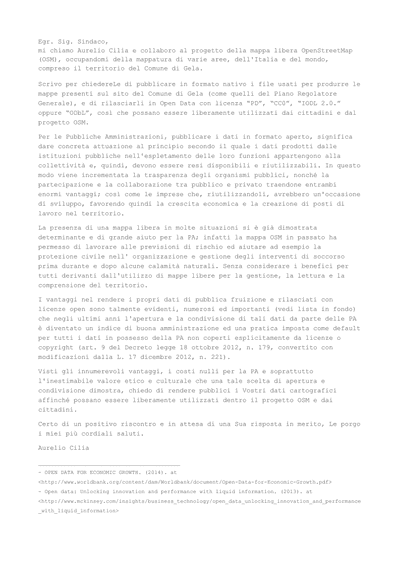 Egr. Sig. Sindaco,
mi chiamo Aurelio Cilia e collaboro al progetto della mappa libera OpenStreetMap
(OSM), occupandomi della mappatura di varie aree, dell'Italia e del mondo,
compreso il territorio del Comune di Gela.
Scrivo per chiederLe di pubblicare in formato nativo i file usati per produrre le
mappe presenti sul sito del Comune di Gela (come quelli del Piano Regolatore
Generale), e di rilasciarli in Open Data con licenza "PD", "CC0", "IODL 2.0."
oppure "ODbL", così che possano essere liberamente utilizzati dai cittadini e dal
progetto OSM.
Per le Pubbliche Amministrazioni, pubblicare i dati in formato aperto, significa
dare concreta attuazione al principio secondo il quale i dati prodotti dalle
istituzioni pubbliche nell'espletamento delle loro funzioni appartengono alla
collettività e, quindi, devono essere resi disponibili e riutilizzabili. In questo
modo viene incrementata la trasparenza degli organismi pubblici, nonché la
partecipazione e la collaborazione tra pubblico e privato traendone entrambi
enormi vantaggi; così come le imprese che, riutilizzandoli, avrebbero un'occasione
di sviluppo, favorendo quindi la crescita economica e la creazione di posti di
lavoro nel territorio.
La presenza di una mappa libera in molte situazioni si è già dimostrata
determinante e di grande aiuto per la PA; infatti la mappa OSM in passato ha
permesso di lavorare alle previsioni di rischio ed aiutare ad esempio la
protezione civile nell' organizzazione e gestione degli interventi di soccorso
prima durante e dopo alcune calamità naturali. Senza considerare i benefici per
tutti derivanti dall'utilizzo di mappe libere per la gestione, la lettura e la
comprensione del territorio.
I vantaggi nel rendere i propri dati di pubblica fruizione e rilasciati con
licenze open sono talmente evidenti, numerosi ed importanti (vedi lista in fondo)
che negli ultimi anni l'apertura e la condivisione di tali dati da parte delle PA
è diventato un indice di buona amministrazione ed una pratica imposta come default
per tutti i dati in possesso della PA non coperti esplicitamente da licenze o
copyright (art. 9 del Decreto legge 18 ottobre 2012, n. 179, convertito con
modificazioni dalla L. 17 dicembre 2012, n. 221).
Visti gli innumerevoli vantaggi, i costi nulli per la PA e soprattutto
l'inestimabile valore etico e culturale che una tale scelta di apertura e
condivisione dimostra, chiedo di rendere pubblici i Vostri dati cartografici
affinché possano essere liberamente utilizzati dentro il progetto OSM e dai
cittadini.
Certo di un positivo riscontro e in attesa di una Sua risposta in merito, Le porgo
i miei più cordiali saluti.
Aurelio Cilia
- OPEN DATA FOR ECONOMIC GROWTH. (2014). at
<http://www.worldbank.org/content/dam/Worldbank/document/Open-Data-for-Economic-Growth.pdf>
- Open data: Unlocking innovation and performance with liquid information. (2013). at
<http://www.mckinsey.com/insights/business_technology/open_data_unlocking_innovation_and_performance
_with_liquid_information>